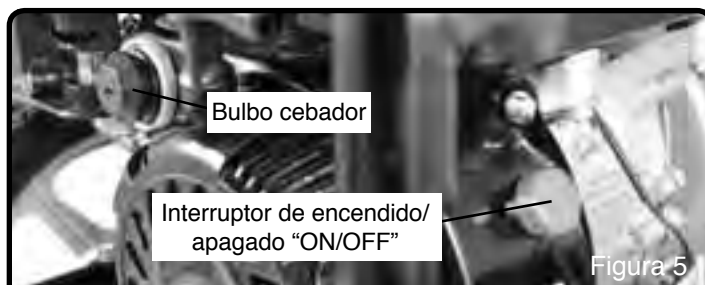 Bulbo cebador
Interruptor de encendido/
apagado “ON/OFF”
Figura 5